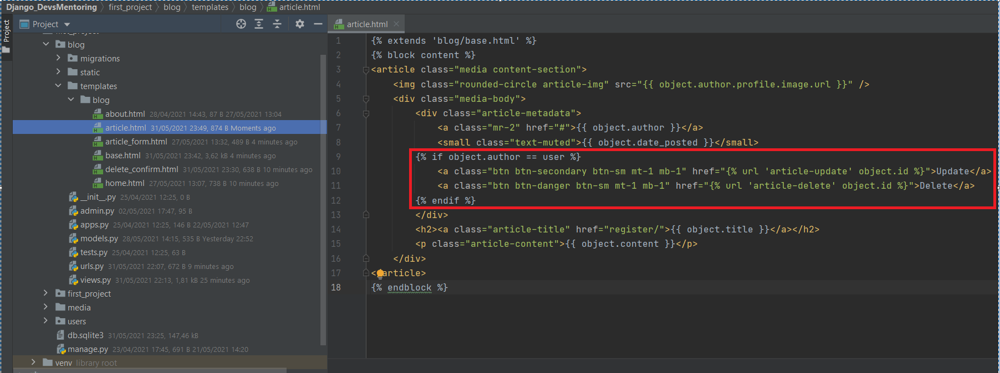 Django_DevsMentoring first_project blog templates blog article.html
Project
Project
article.html
blog
migrations
static
templates
blog
about.html 28/04/2021 14:43, 87 B 27/05/2021 13:04
article.html 31/05/2021 23:49, 874 B Moments ago
article_form.html 27/05/2021 13:32, 489 B 4 minutes ago
base.html 31/05/2021 23:42, 3,62 kB 4 minutes ago
delete_confirm.html 31/05/2021 23:30, 638 B 10 minutes ago
home.html 27/05/2021 13:07, 738 B 10 minutes ago
__init__.py 25/04/2021 12:25, 0 B
admin.py 02/05/2021 17:47, 95 B
apps.py 25/04/2021 12:25, 146 B 22/05/2021 12:47
models.py 28/05/2021 14:15, 535 B Yesterday 22:52
tests.py 25/04/2021 12:25, 63 B
urls.py 31/05/2021 22:07, 672 B 9 minutes ago
views.py 31/05/2021 22:13, 1,81 kB 25 minutes ago
first_project
media
users
db.sqlite3 31/05/2021 23:25, 147,46 kB
manage.py 23/04/2021 17:45, 691 B 21/05/2021 14:20
venv library root
1 {% extends 'blog/base.html' %}
2 {% block content %}
3 <article class="media content-section">
4 <img class="rounded-circle article-img" src="{{ object.author.profile.image.url }}" />
5 <div class="media-body">
6 <div class="article-metadata">
7 <a class="mr-2" href="#">{{ object.author }}</a>
8 <small class="text-muted">{{ object.date_posted }}</small>
9 {% if object.author == user %}
10 <a class="btn btn-secondary btn-sm mt-1 mb-1" href="{% url 'article-update' object.id %}">Update</a>
11 <a class="btn btn-danger btn-sm mt-1 mb-1" href="{% url 'article-delete' object.id %}">Delete</a>
12 {% endif %}
13 </div>
14 <h2><a class="article-title" href="register/">{{ object.title }}</a></h2>
15 <p class="article-content">{{ object.content }}</p>
16 </div>
17 <article>
18 {% endblock %}